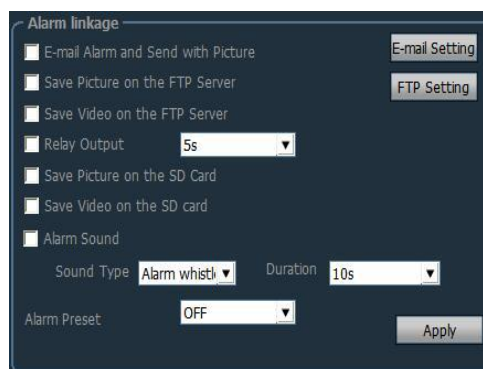 Alarm linkage
E-mail Alarm and Send with Picture E-mail Setting
Save Picture on the FTP Server FTP Setting
Save Video on the FTP Server
Relay Output 5s
Save Picture on the SD Card
Save Video on the SD card
Alarm Sound
Sound Type Alarm whistl Duration 10s
Alarm Preset OFF
Apply